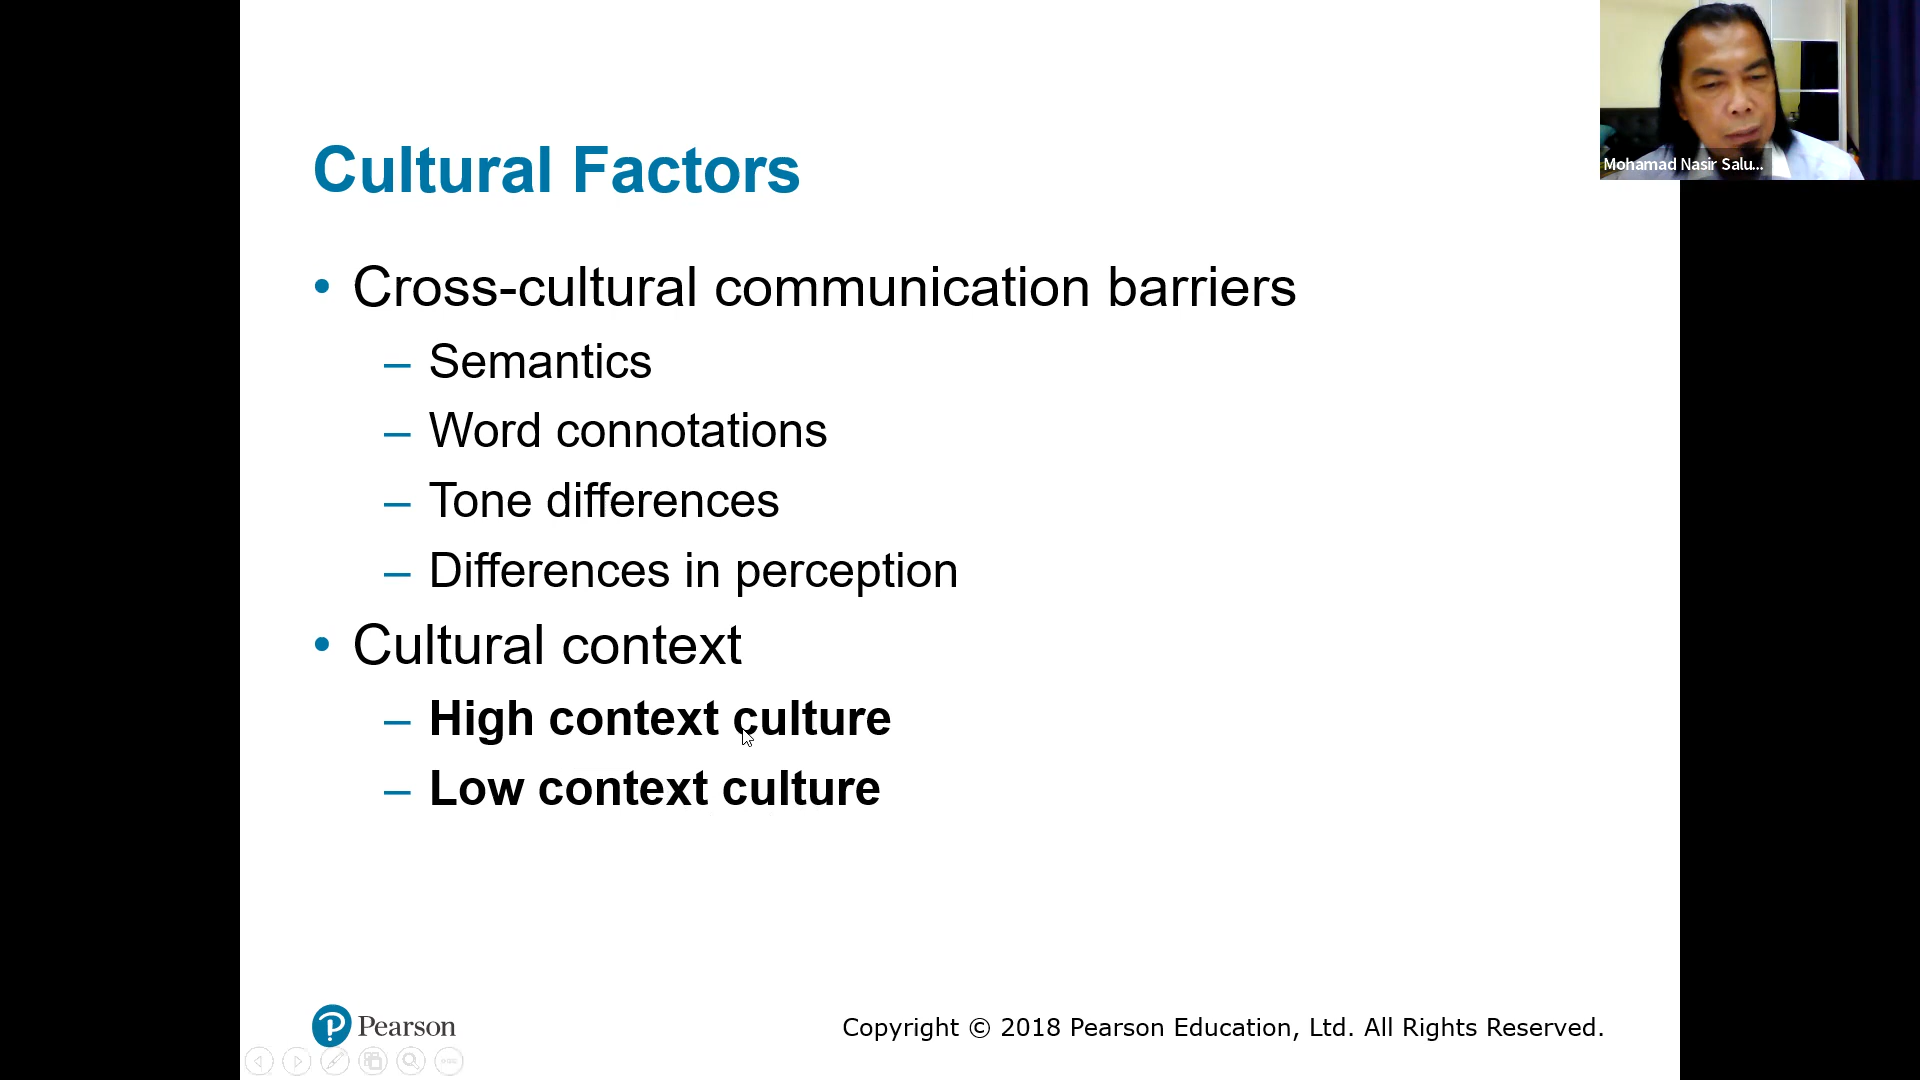 Mohamad Nasir Salu...
Cultural Factors
• Cross-cultural communication barriers
– Semantics
– Word connotations
– Tone differences
– Differences in perception
• Cultural context
– High context culture
– Low context culture
Pearson
Copyright © 2018 Pearson Education, Ltd. All Rights Reserved.